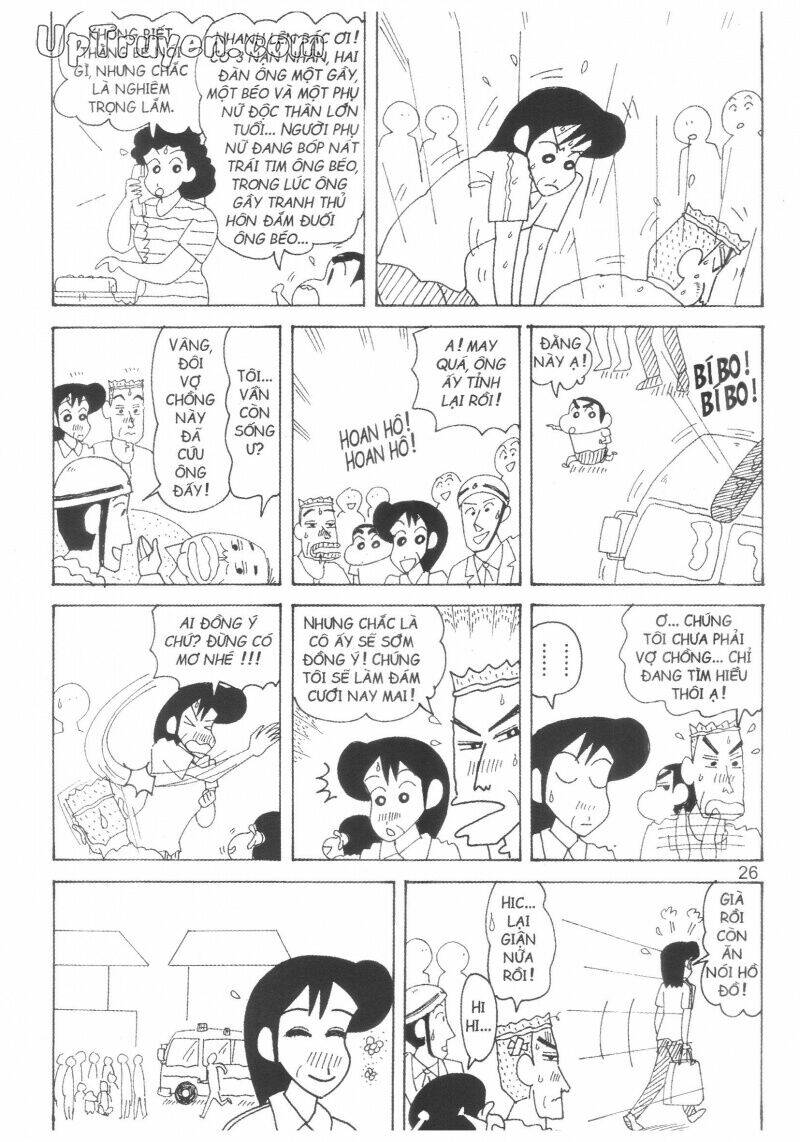 UpTruyen.com
KHÔNG BIẾT
THẰNG BÉ NÓI
GÌ, NHƯNG CHẮC
LÀ NGHIÊM
TRỌNG LẮM.
NHANH LÊN BÁC ƠI!
CÓ 3 NẠN NHÂN, HAI
ĐÀN ÔNG MỘT GẦY,
MỘT BÉO VÀ MỘT PHỤ
NỮ ĐỘC THÂN LỚN
TUỔI... NGƯỜI PHỤ
NỮ ĐANG BÓP NÁT
TRÁI TIM ÔNG BÉO,
TRONG LÚC ÔNG
GẦY TRANH THỦ
HÔN ĐẮM ĐUỐI
ÔNG BÉO...
VÂNG,
ĐÔI
VỢ
CHỒNG
NÀY
ĐÃ
CỨU
ÔNG
ĐẤY!
TÔI...
VẪN
CÒN
SỐNG
Ư?
A! MAY
QUÁ, ÔNG
ẤY TỈNH
LẠI RỒI!
HOAN HÔ!
HOAN HÔ!
ĐẰNG
NÀY Ạ!
BÍ BO!
BÍ BO!
AI ĐỒNG Ý
CHỨ? ĐỪNG CÓ
MƠ NHÉ !!!
NHƯNG CHẮC LÀ
CÔ ẤY SẼ SỚM
ĐỒNG Ý! CHÚNG
TÔI SẼ LÀM ĐÁM
CƯỚI NAY MAI!
......
Ơ... CHÚNG
TÔI CHƯA PHẢI
VỢ CHỒNG... CHỈ
ĐANG TÌM HIỂU
THÔI Ạ!
26
HIC...
LẠI
GIẬN
NỮA
RỒI!
HI
HI...
GIÀ
RỒI
CÒN
ĂN
NÓI HỒ
ĐỒ!